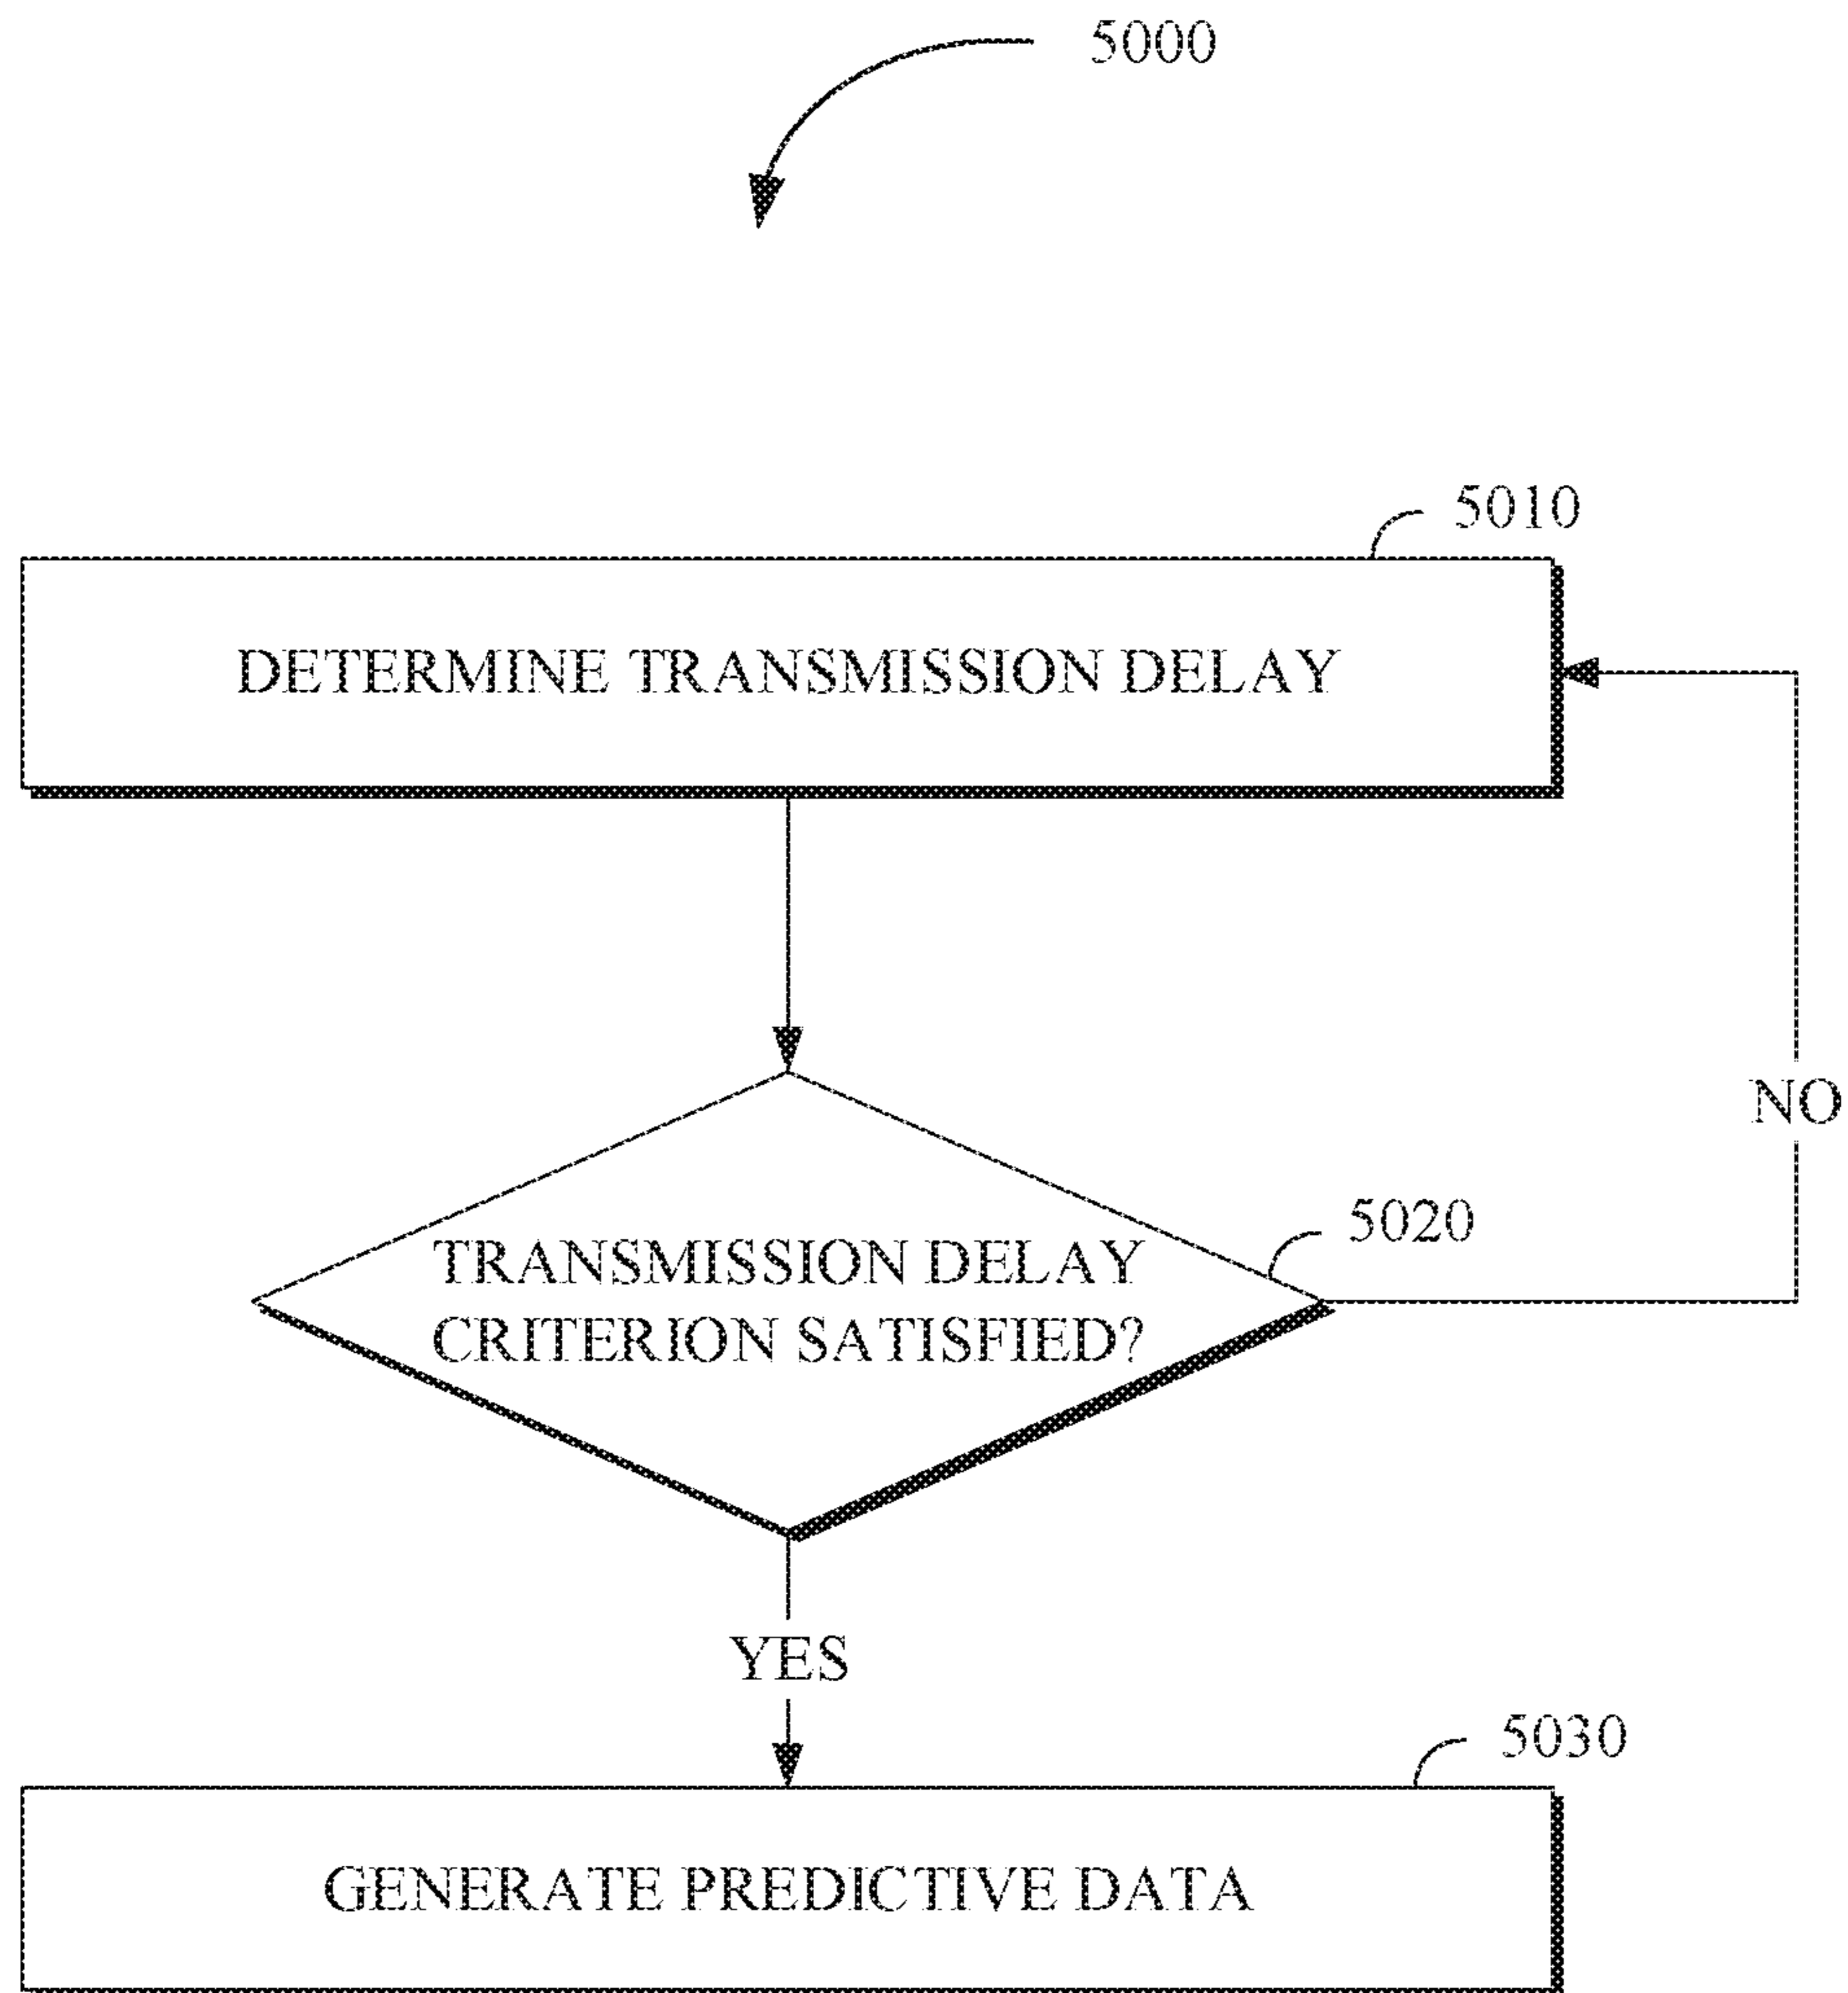 5000
5010
DETERMINE TRANSMISSION DELAY
NO
5020
TRANSMISSION DELAY
CRITERION SATISFIED?
YES
5030
GENERATE PREDICTIVE DATA